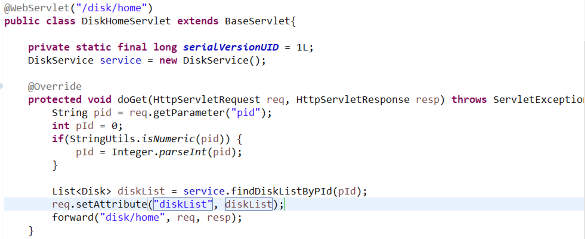 @WebServlet("/disk/home")
public class DiskHomeServlet extends BaseServlet{
private static final long serialVersionUID = 1L;
DiskService service = new DiskService();
@Override
protected void doGet(HttpServletRequest req, HttpServletResponse resp) throws ServletException
String pid = req.getParameter("pid");
int pId = 0;
if(StringUtils.isNumeric(pid)) {
pId = Integer.parseInt(pid);
}
List<Disk> diskList = service.findDiskListByPId(pId);
req.setAttribute("diskList", diskList);
forward("disk/home", req, resp);
}